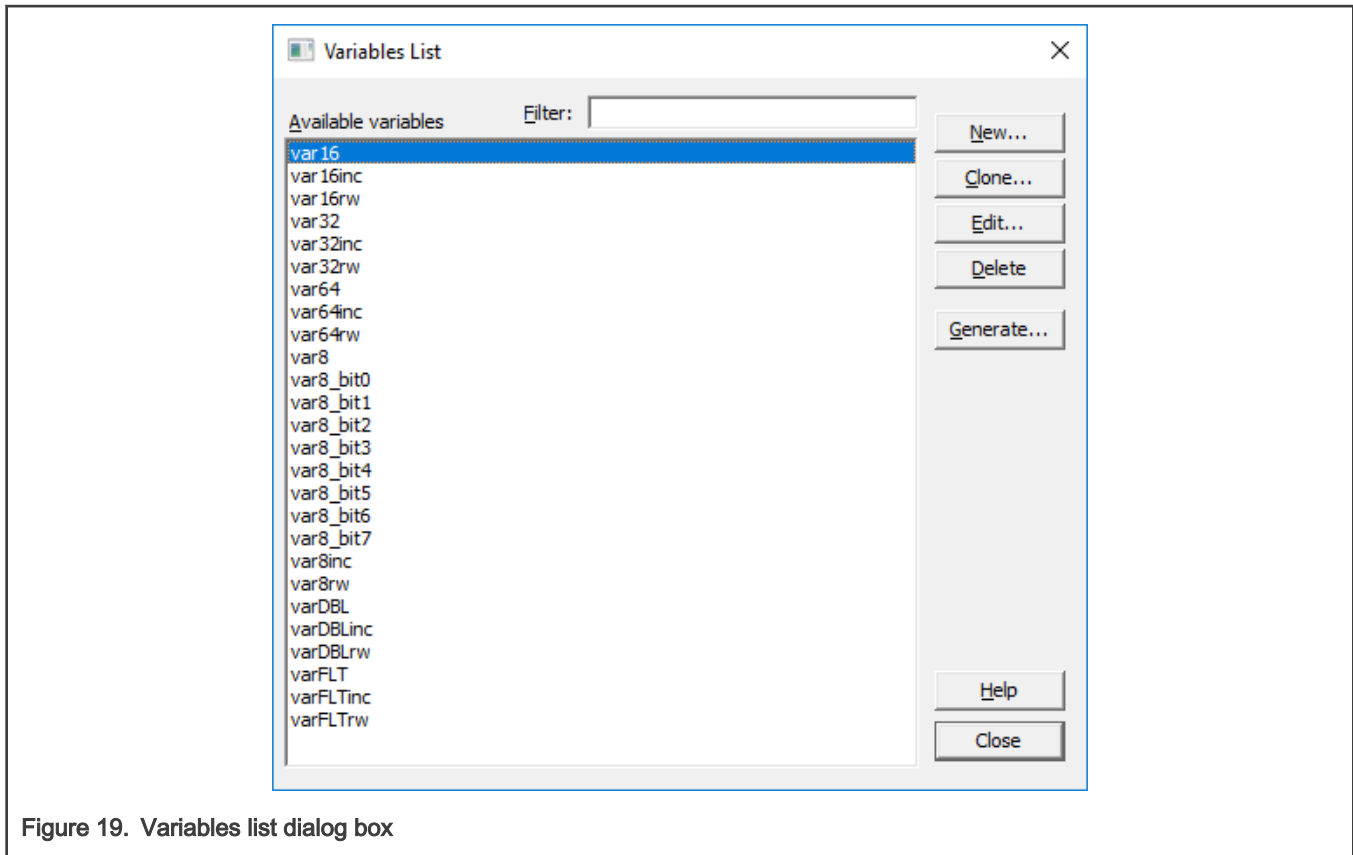 Variables List
Available variables
Filter:
var16
var16inc
var16rw
var32
var32inc
var32rw
var64
var64inc
var64rw
var8
var8_bit0
var8_bit1
var8_bit2
var8_bit3
var8_bit4
var8_bit5
var8_bit6
var8_bit7
var8inc
var8rw
varDBL
varDBLinc
varDBLrw
varFLT
varFLTinc
varFLTrw
New...
Clone...
Edit...
Delete
Generate...
Help
Close
Figure 19. Variables list dialog box